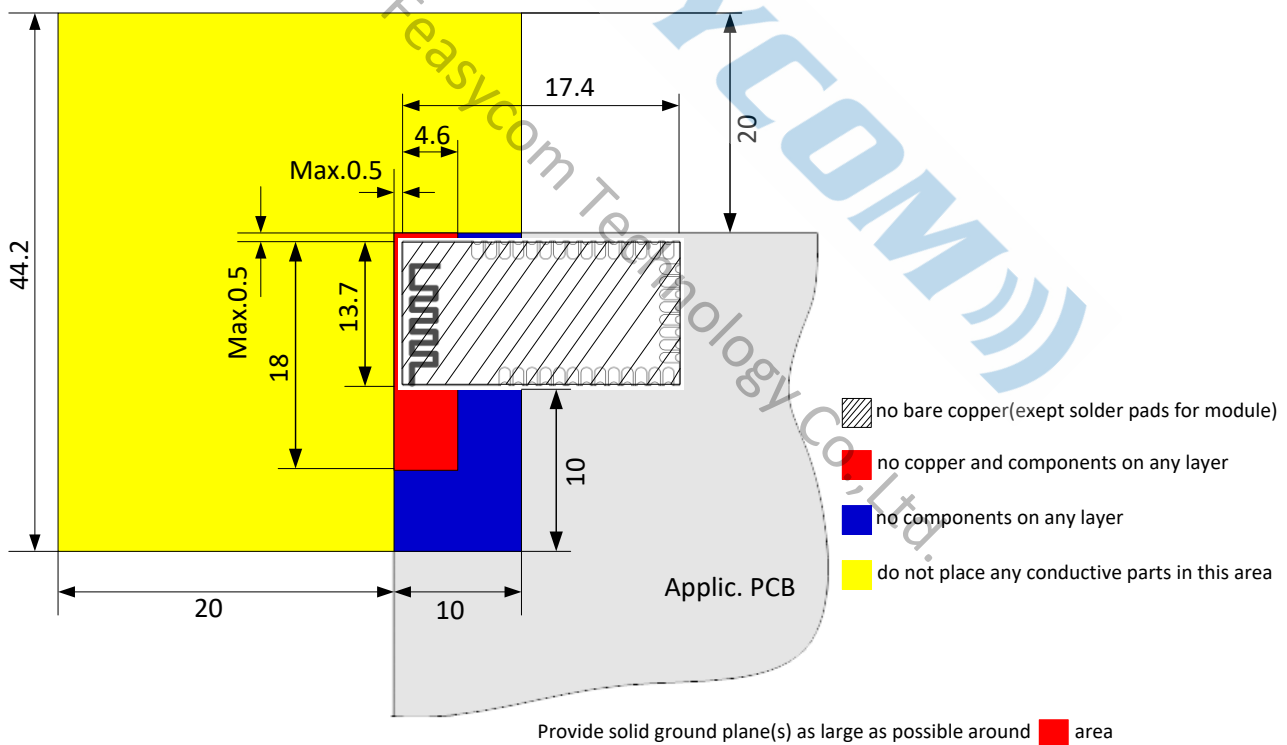 44.2
20
17.4
4.6
Max.0.5
Max.0.5
13.7
18
10
20
10
Applic. PCB
no bare copper(exept solder pads for module)
no copper and components on any layer
no components on any layer
do not place any conductive parts in this area
Provide solid ground plane(s) as large as possible around
area
Feasycom Technology Co.,Ltd.
YCOM